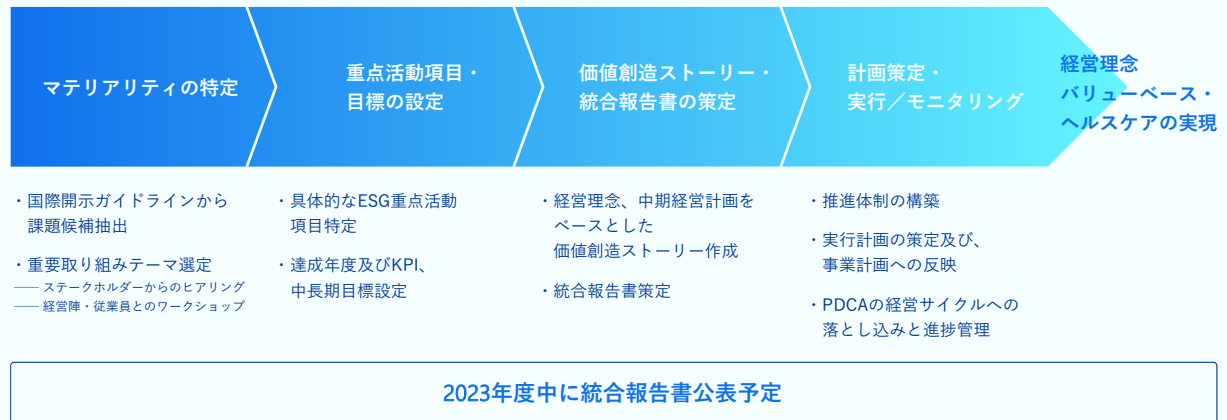 マテリアリティの特定
重点活動項目・
目標の設定
価値創造ストーリー・
統合報告書の策定
計画策定・
実行／モニタリング
経営理念
バリューベース・
ヘルスケアの実現
・国際開示ガイドラインから
課題候補抽出
・重要取り組みテーマ選定
── ステークホルダーからのヒアリング
── 経営陣・従業員とのワークショップ
・具体的なESG重点活動
項目特定
・達成年度及びKPI、
中長期目標設定
・経営理念、中期経営計画を
ベースとした
価値創造ストーリー作成
・統合報告書策定
・推進体制の構築
・実行計画の策定及び、
事業計画への反映
・PDCAの経営サイクルへの
落とし込みと進捗管理
2023年度中に統合報告書公表予定